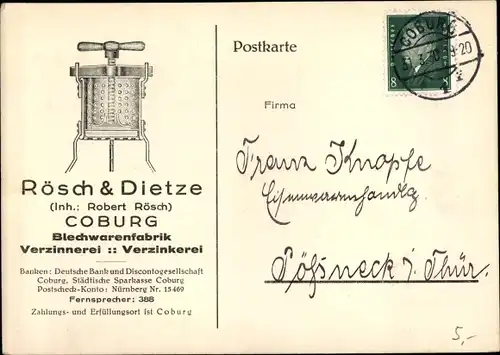 Postkarte
COBURG
8
Firma
Franz Knopfe
Eisenwarenhandlg.
Pößneck i. Thür.
Rösch & Dietze
(Inh.: Robert Rösch)
COBURG
Blechwarenfabrik
Verzinnerei :: Verzinkerei
Banken: Deutsche Bank und Discontogesellschaft
Coburg, Städtische Sparkasse Coburg
Postscheck-Konto: Nürnberg Nr. 15469
Fernsprecher: 388
Zahlungs- und Erfüllungsort ist Coburg
5,-